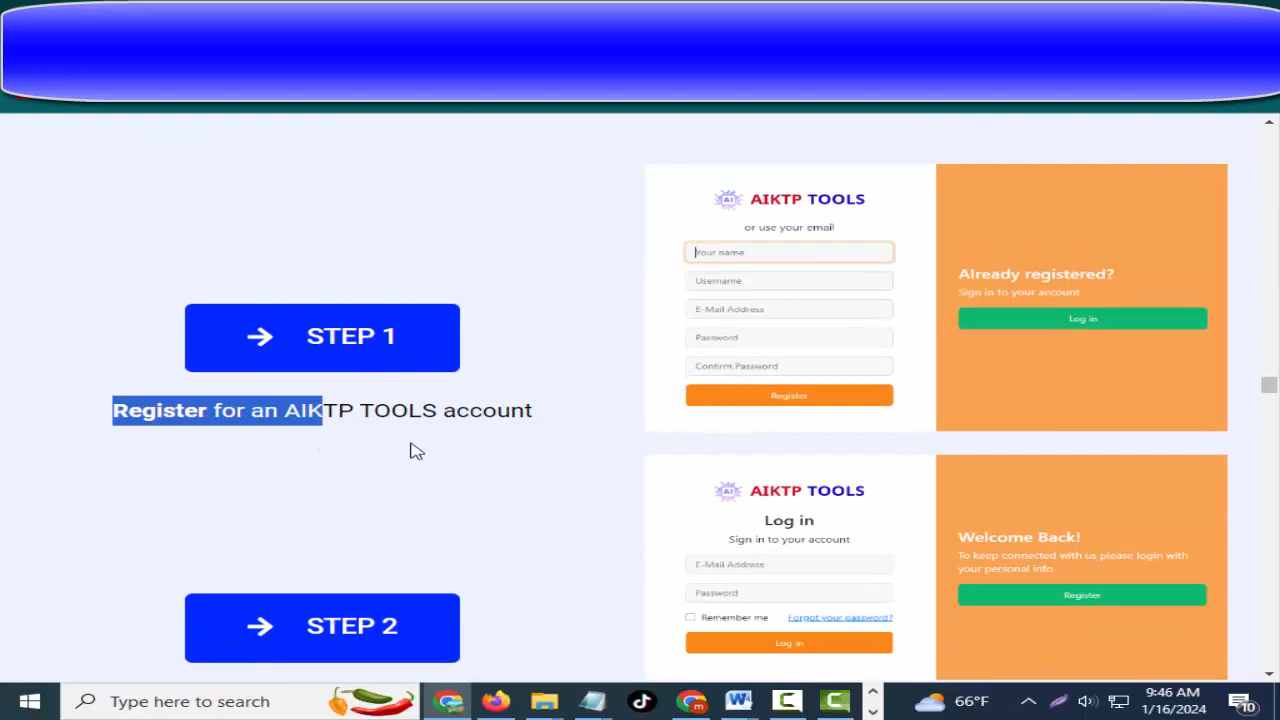 AIKTP TOOLS
or use your email
Your name
Username
E-Mail Address
Password
Confirm Password
Register
Already registered?
Sign in to your account
Log in
STEP 1
Register for an AIKTP TOOLS account
AIKTP TOOLS
Log in
Sign in to your account
E-Mail Address
Password
Remember me Forgot your password?
Log in
Welcome Back!
To keep connected with us please login with
your personal info
Register
STEP 2
Type here to search
66°F
9:46 AM
1/16/2024
10